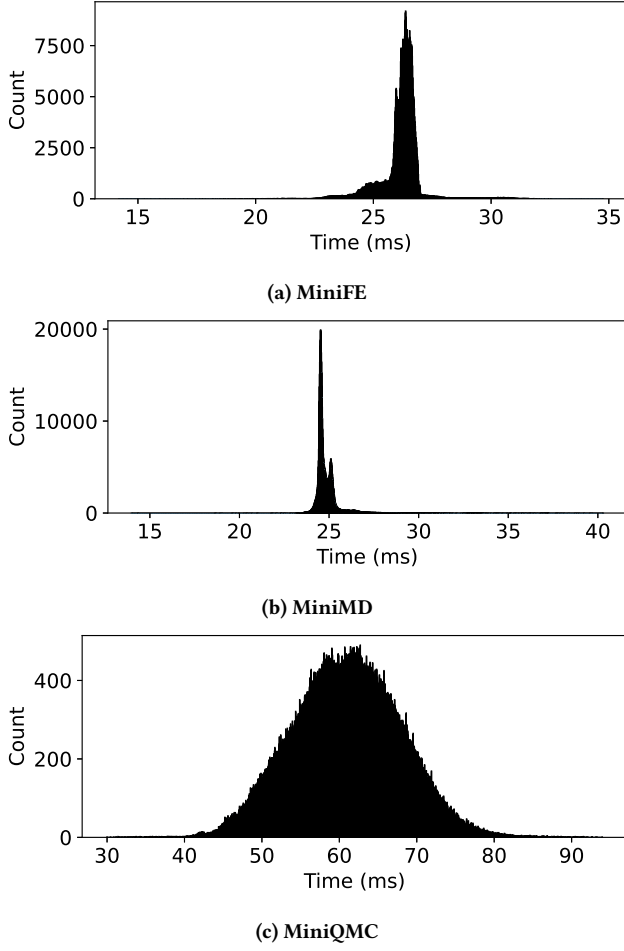 7500
5000
2500
0
Count
15 20 25 30 35
Time (ms)
(a) MiniFE
20000
10000
0
Count
15 20 25 30 35 40
Time (ms)
(b) MiniMD
400
200
0
Count
30 40 50 60 70 80 90
Time (ms)
(c) MiniQMC